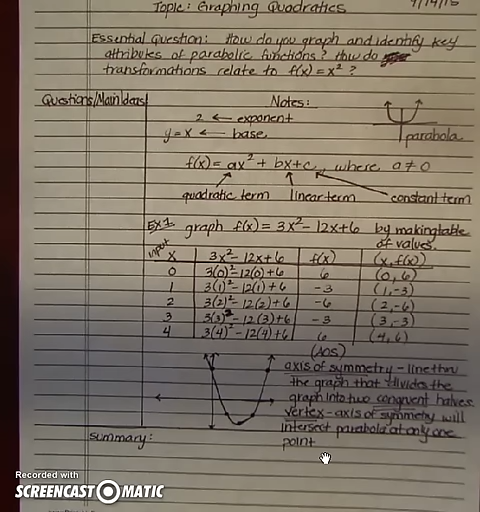 Topic: Graphing Quadratics 9/14/15
Essential Question: How do you graph and identify key
attributes of parabolic functions? How do
transformations relate to f(x) = x² ?
Questions/Main Ideas
Notes:
2 ← exponent
y = x ← base
parabola
f(x) = ax² + bx + c, where a ≠ 0
quadratic term linear term constant term
EX1 graph f(x) = 3x² - 12x + 6 by making table
of values.
input
x 3x² - 12x + 6 f(x) (x, f(x))
0 3(0)² - 12(0) + 6 6 (0, 6)
1 3(1)² - 12(1) + 6 -3 (1, -3)
2 3(2)² - 12(2) + 6 -6 (2, -6)
3 3(3)² - 12(3) + 6 -3 (3, -3)
4 3(4)² - 12(4) + 6 6 (4, 6)
(AOS)
axis of symmetry - line thru
the graph that divides the
graph into two congruent halves.
vertex - axis of symmetry will
intersect parabola at only one
point
summary:
Recorded with
SCREENCAST O MATIC